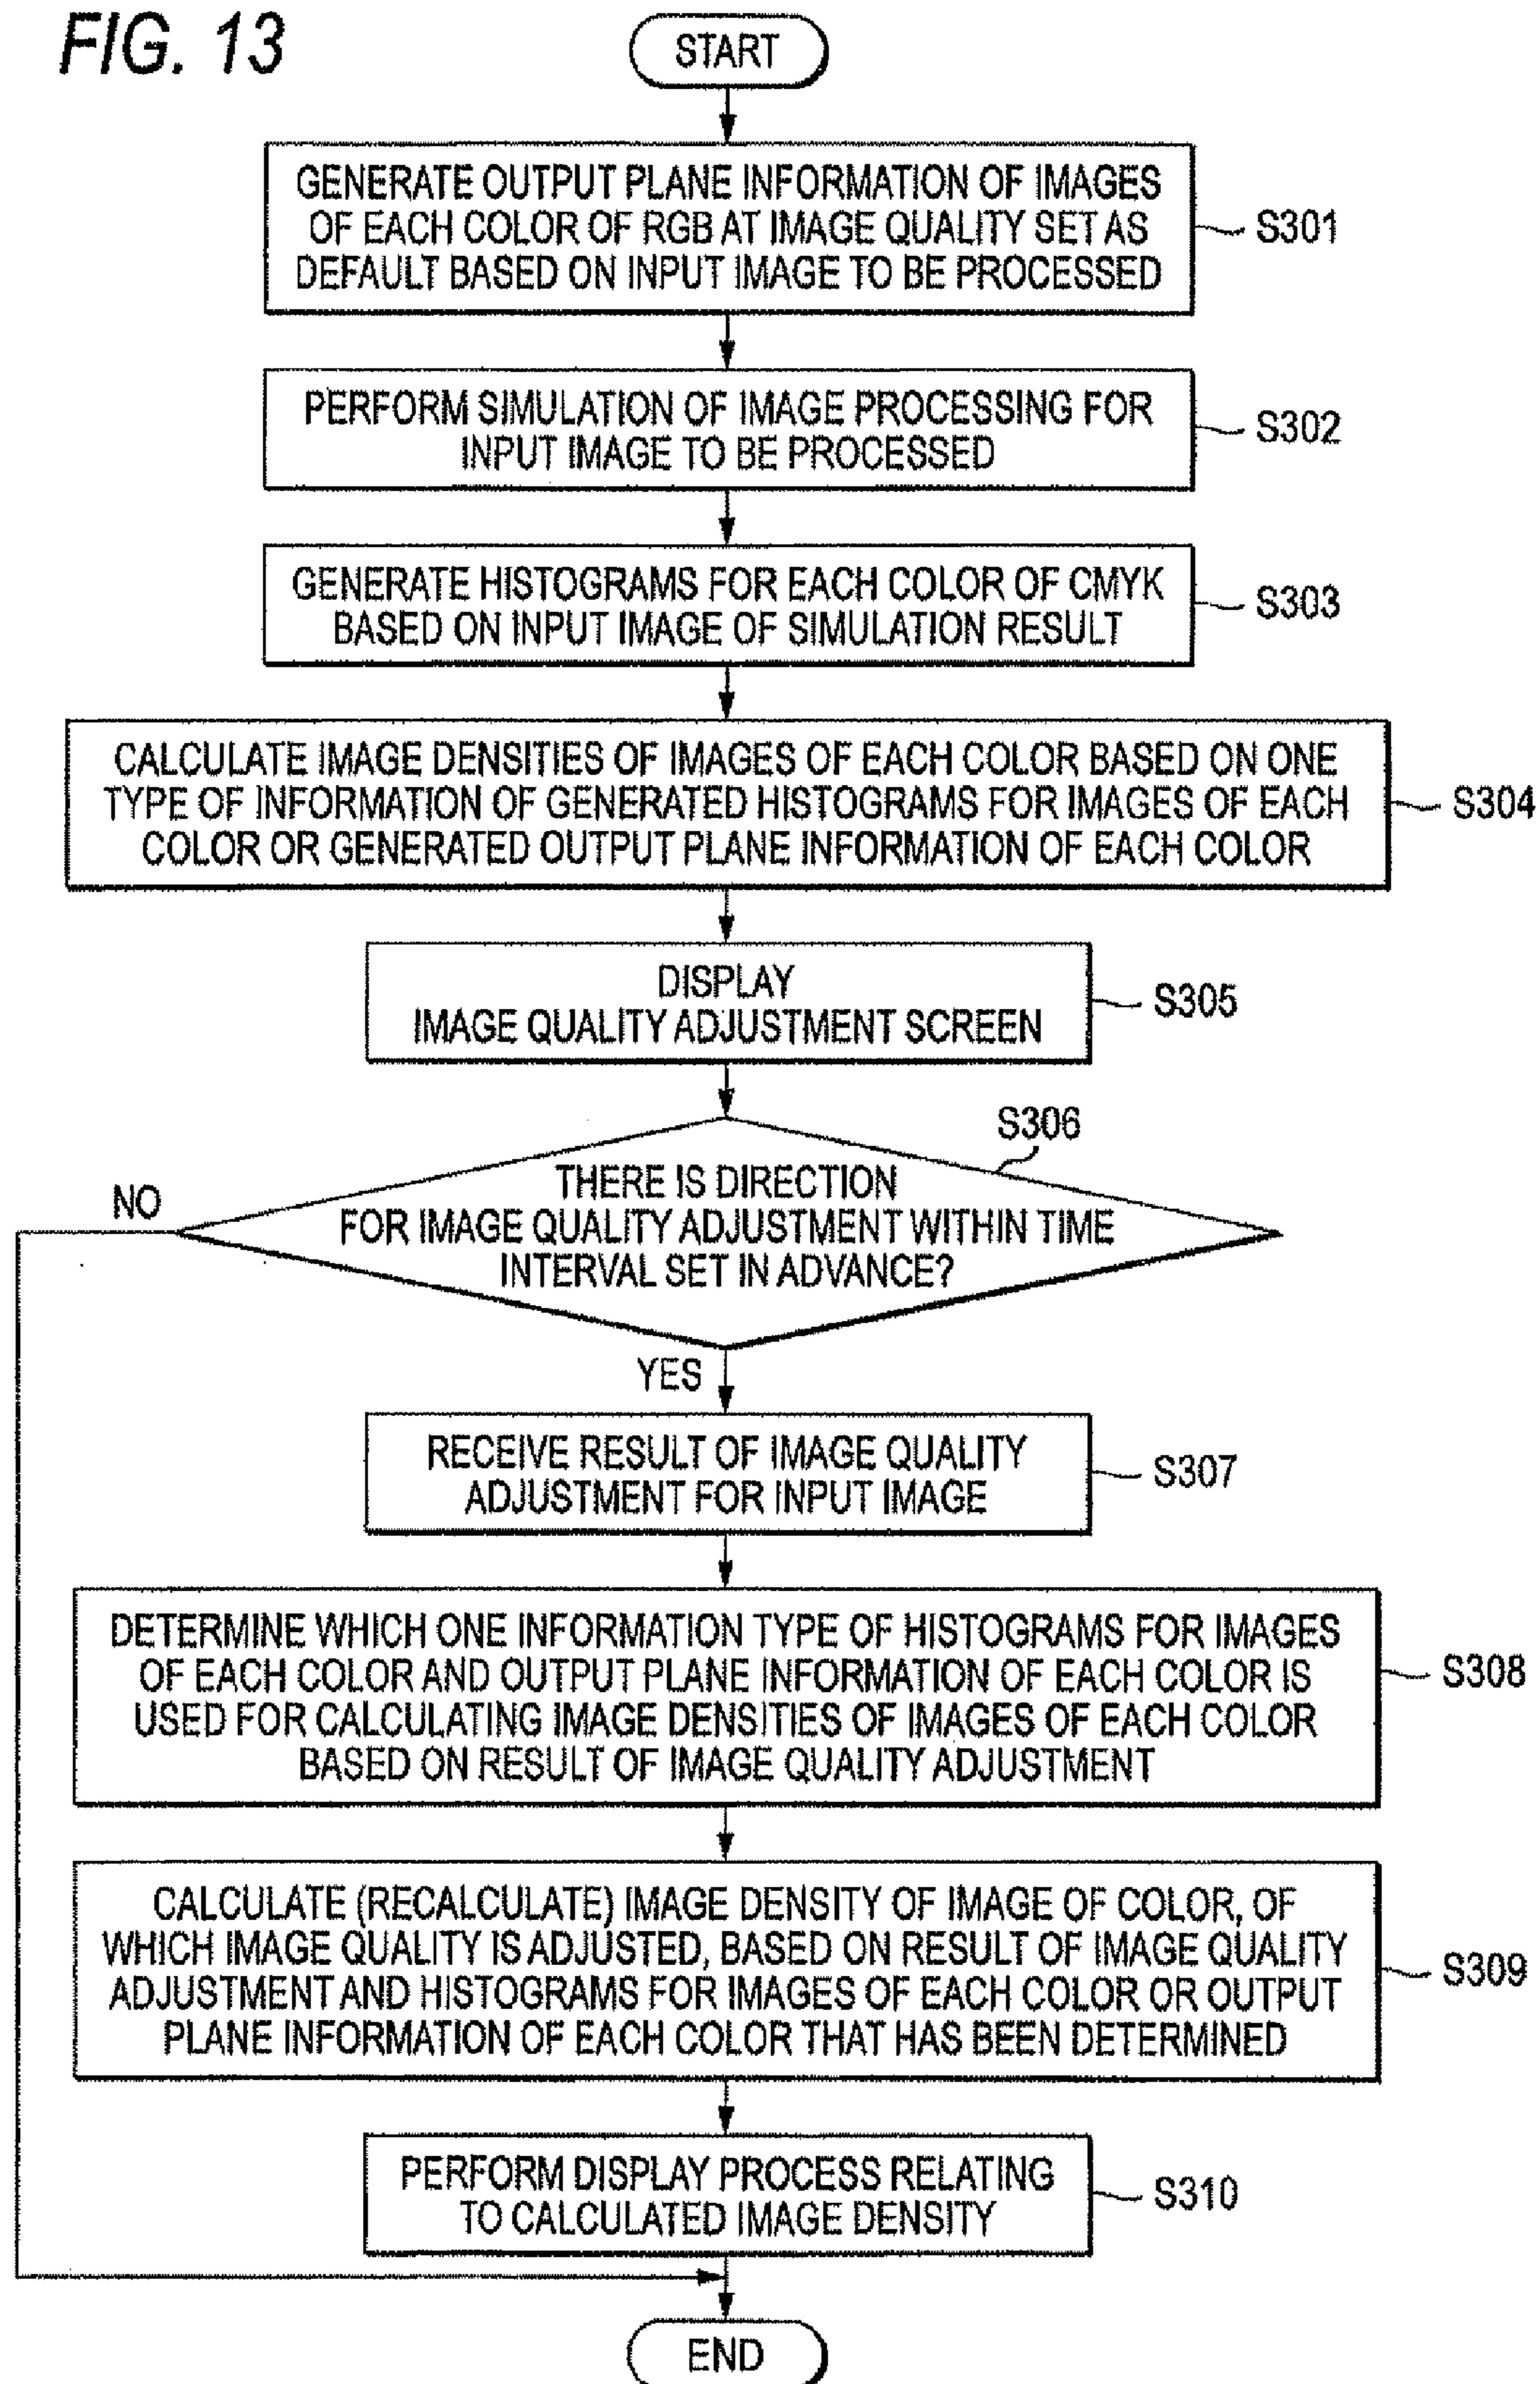 FIG. 13
START
GENERATE OUTPUT PLANE INFORMATION OF IMAGES
OF EACH COLOR OF RGB AT IMAGE QUALITY SET AS
DEFAULT BASED ON INPUT IMAGE TO BE PROCESSED
S301
PERFORM SIMULATION OF IMAGE PROCESSING FOR
INPUT IMAGE TO BE PROCESSED
S302
GENERATE HISTOGRAMS FOR EACH COLOR OF CMYK
BASED ON INPUT IMAGE OF SIMULATION RESULT
S303
CALCULATE IMAGE DENSITIES OF IMAGES OF EACH COLOR BASED ON ONE
TYPE OF INFORMATION OF GENERATED HISTOGRAMS FOR IMAGES OF EACH
COLOR OR GENERATED OUTPUT PLANE INFORMATION OF EACH COLOR
S304
DISPLAY
IMAGE QUALITY ADJUSTMENT SCREEN
S305
S306
THERE IS DIRECTION
FOR IMAGE QUALITY ADJUSTMENT WITHIN TIME
INTERVAL SET IN ADVANCE?
NO
YES
RECEIVE RESULT OF IMAGE QUALITY
ADJUSTMENT FOR INPUT IMAGE
S307
DETERMINE WHICH ONE INFORMATION TYPE OF HISTOGRAMS FOR IMAGES
OF EACH COLOR AND OUTPUT PLANE INFORMATION OF EACH COLOR IS
USED FOR CALCULATING IMAGE DENSITIES OF IMAGES OF EACH COLOR
BASED ON RESULT OF IMAGE QUALITY ADJUSTMENT
S308
CALCULATE (RECALCULATE) IMAGE DENSITY OF IMAGE OF COLOR, OF
WHICH IMAGE QUALITY IS ADJUSTED, BASED ON RESULT OF IMAGE QUALITY
ADJUSTMENT AND HISTOGRAMS FOR IMAGES OF EACH COLOR OR OUTPUT
PLANE INFORMATION OF EACH COLOR THAT HAS BEEN DETERMINED
S309
PERFORM DISPLAY PROCESS RELATING
TO CALCULATED IMAGE DENSITY
S310
END